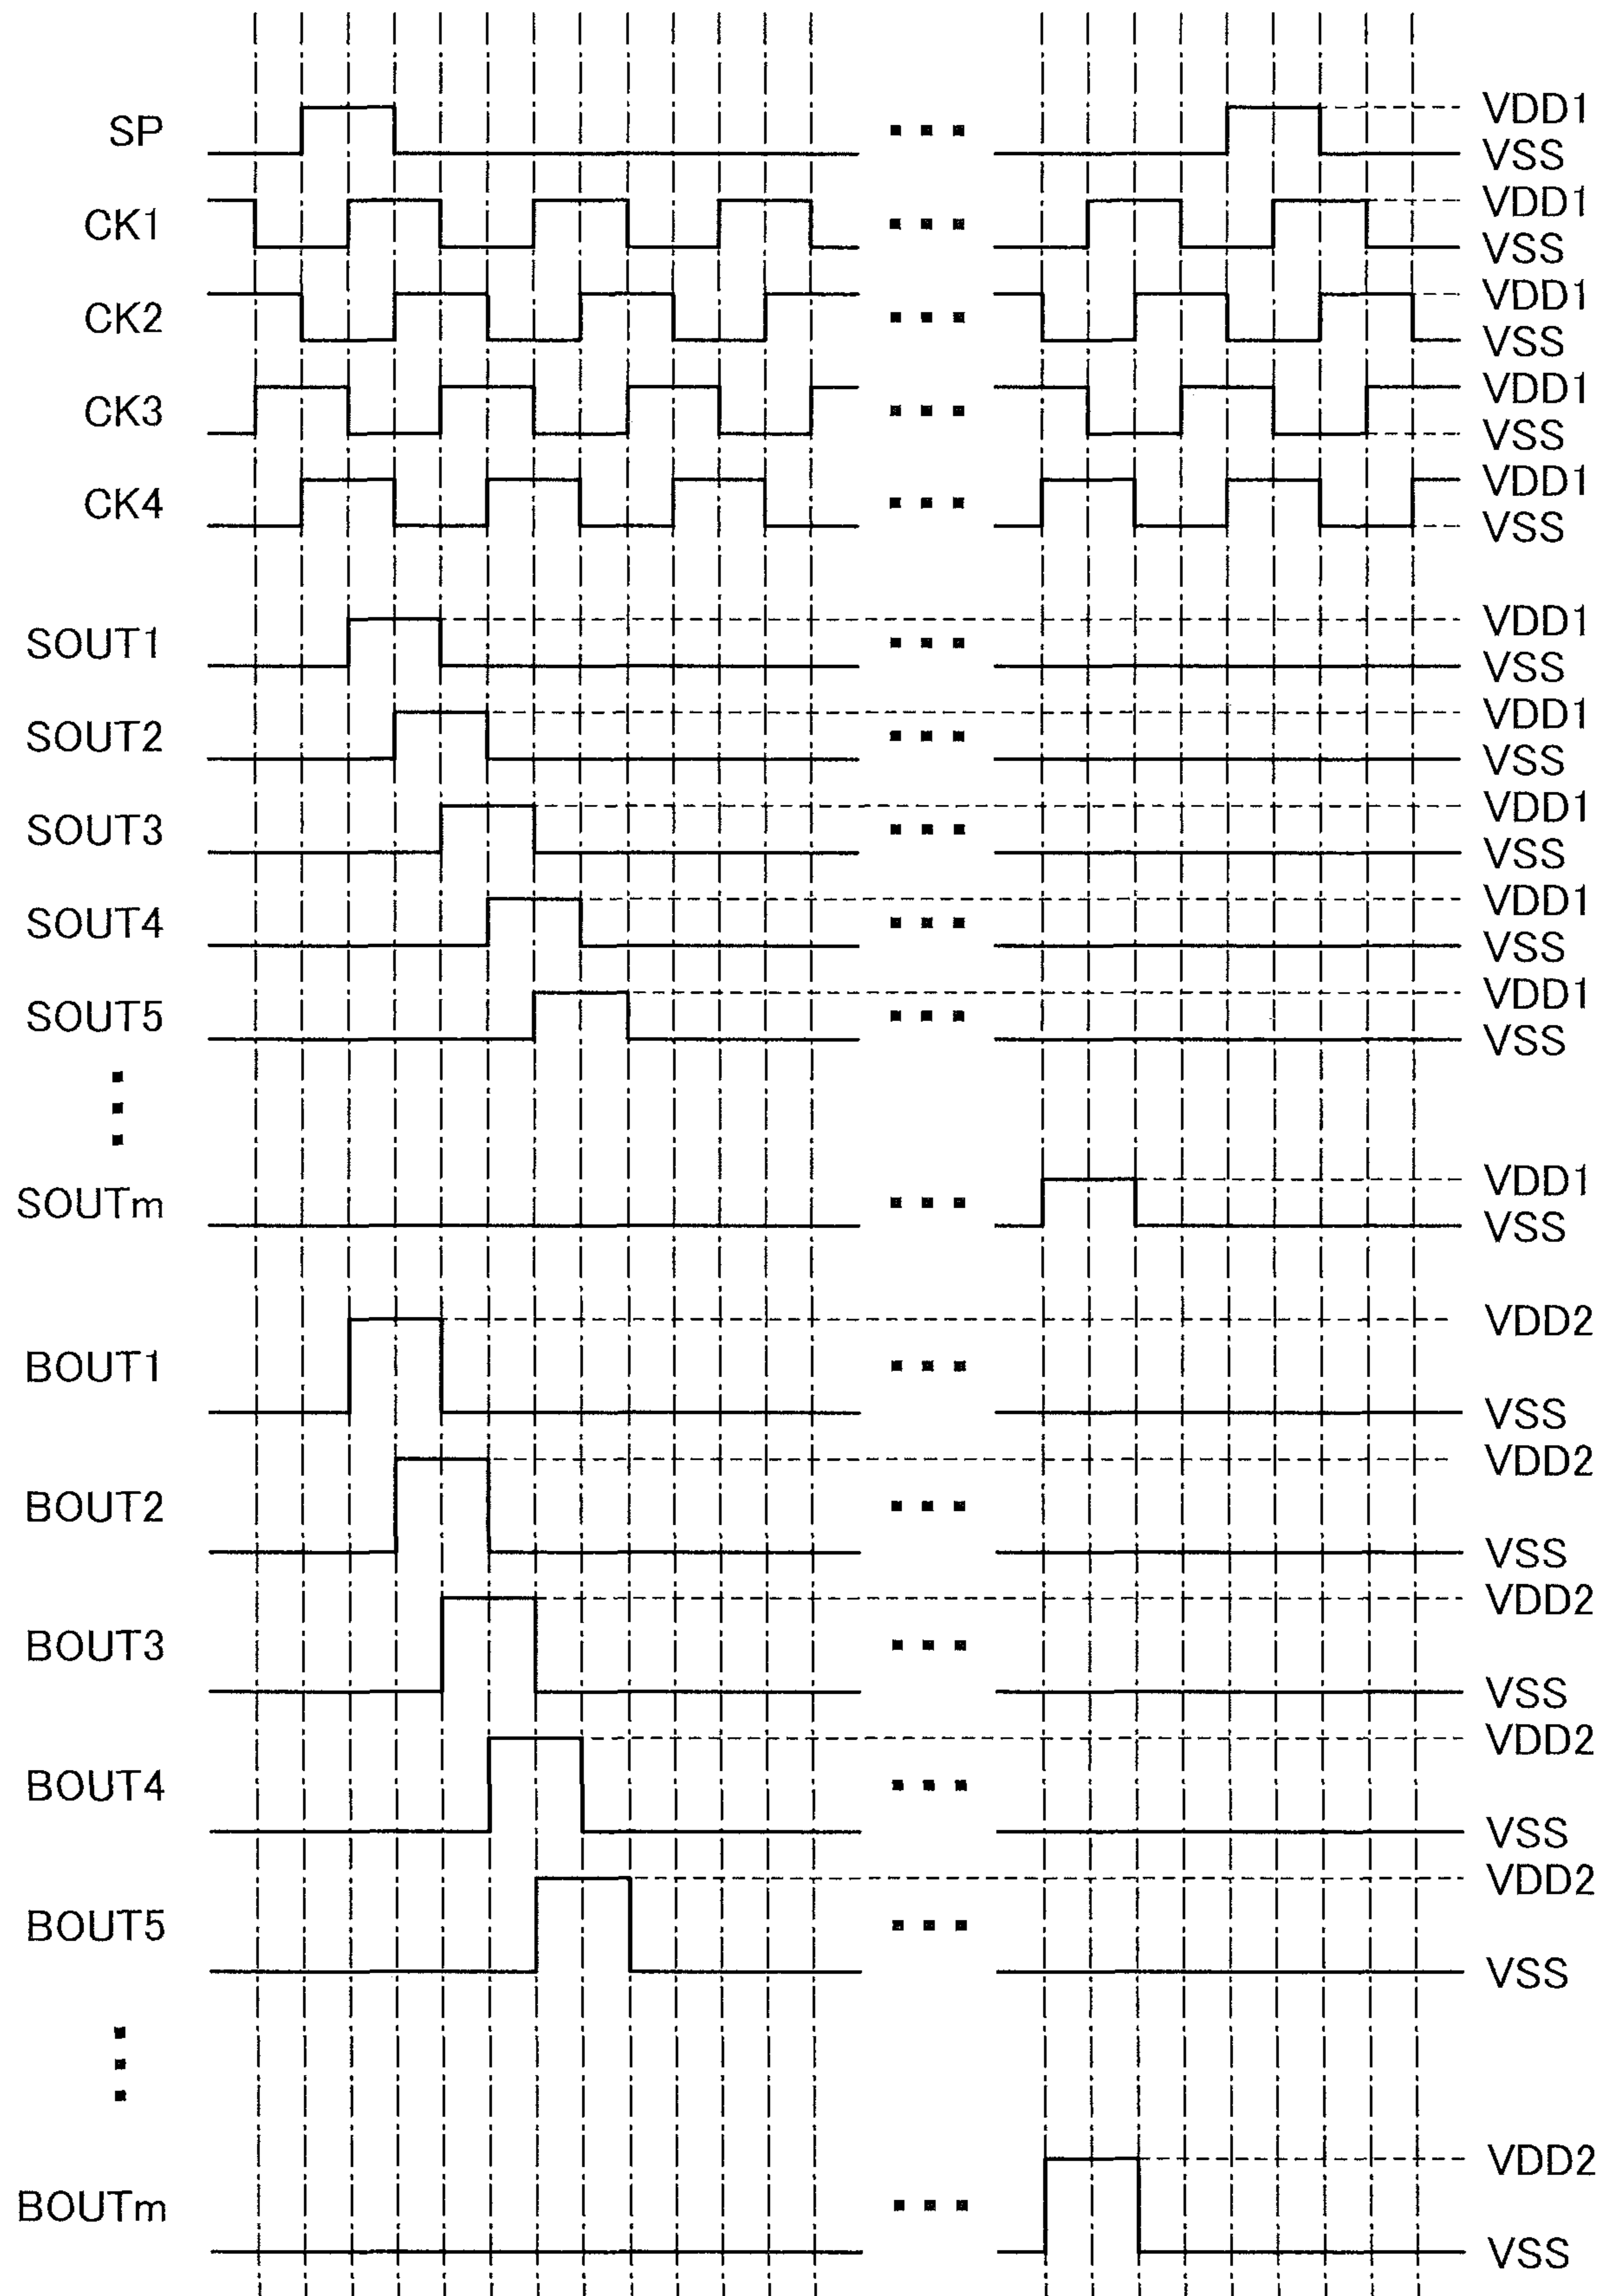 SP
VDD1
VSS
CK1
VDD1
VSS
CK2
VDD1
VSS
CK3
VDD1
VSS
CK4
VDD1
VSS
SOUT1
VDD1
VSS
SOUT2
VDD1
VSS
SOUT3
VDD1
VSS
SOUT4
VDD1
VSS
SOUT5
VDD1
VSS
SOUTm
VDD1
VSS
BOUT1
VDD2
VSS
BOUT2
VDD2
VSS
BOUT3
VDD2
VSS
BOUT4
VDD2
VSS
BOUT5
VDD2
VSS
BOUTm
VDD2
VSS